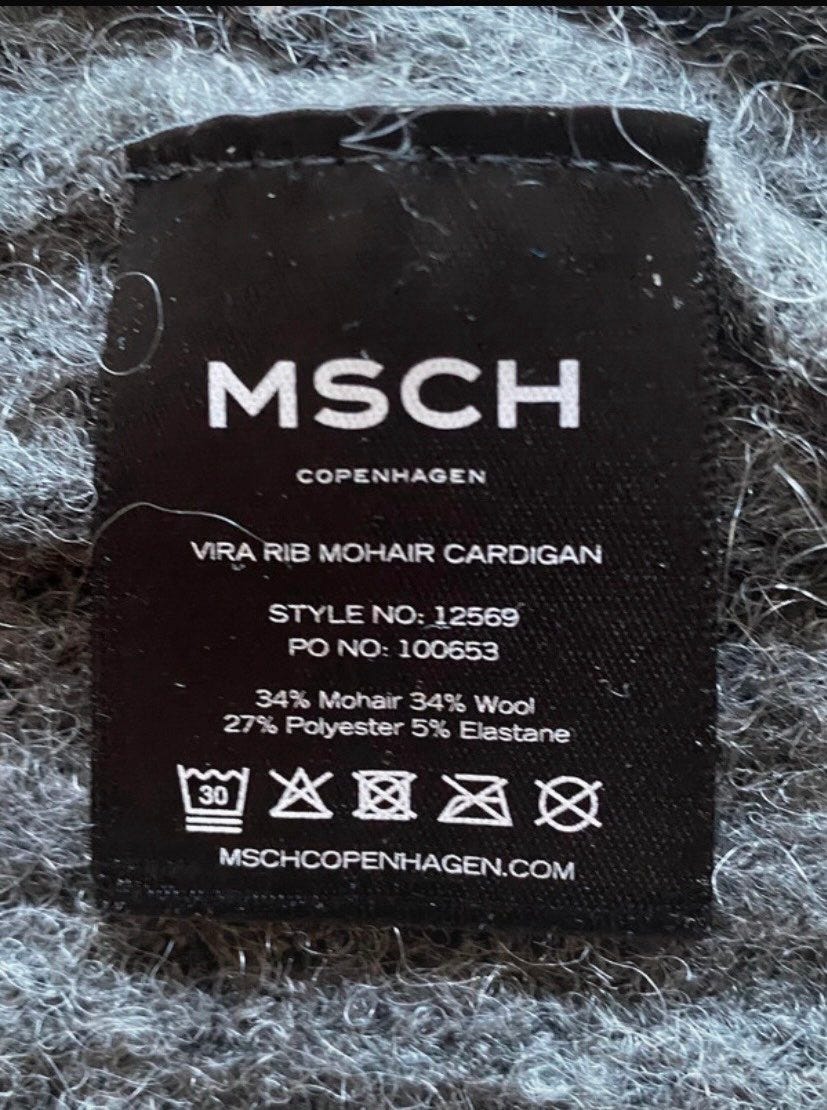 MSCH
COPENHAGEN
VIRA RIB MOHAIR CARDIGAN
STYLE NO: 12569
PO NO: 100653
34% Mohair 34% Wool
27% Polyester 5% Elastane
30
MSCHCOPENHAGEN.COM